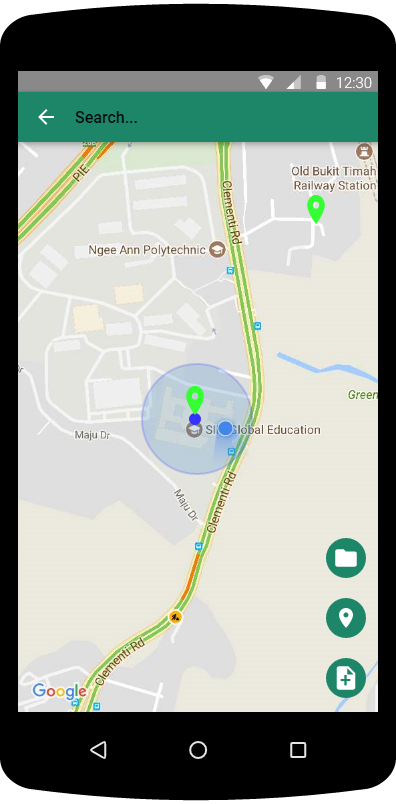 12:30
Search...
PIE
Clementi Rd
Old Bukit Timah
Railway Station
Ngee Ann Polytechnic
Green
Global Education
Maju Dr
Maju Dr
Clementi Rd
Clementi Rd
Google